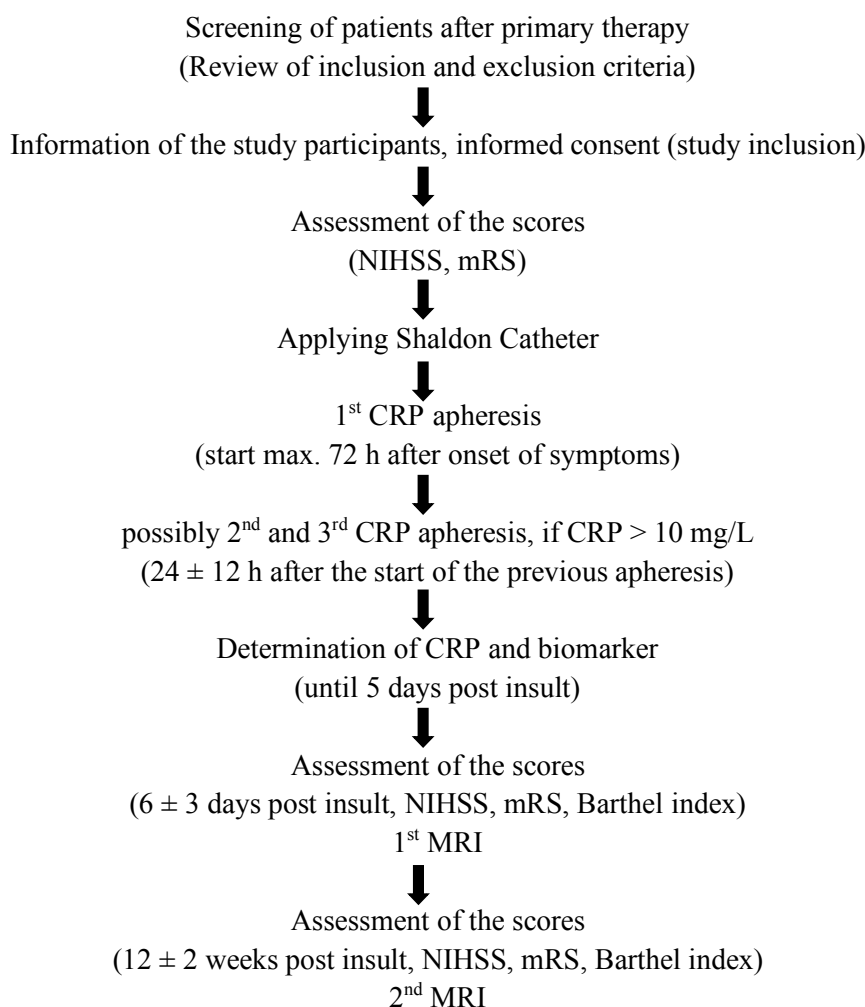 Screening of patients after primary therapy
(Review of inclusion and exclusion criteria)
Information of the study participants, informed consent (study inclusion)
Assessment of the scores
(NIHSS, mRS)
Applying Shaldon Catheter
1st CRP apheresis
(start max. 72 h after onset of symptoms)
possibly 2nd and 3rd CRP apheresis, if CRP > 10 mg/L
(24 ± 12 h after the start of the previous apheresis)
Determination of CRP and biomarker
(until 5 days post insult)
Assessment of the scores
(6 ± 3 days post insult, NIHSS, mRS, Barthel index)
1st MRI
Assessment of the scores
(12 ± 2 weeks post insult, NIHSS, mRS, Barthel index)
2nd MRI